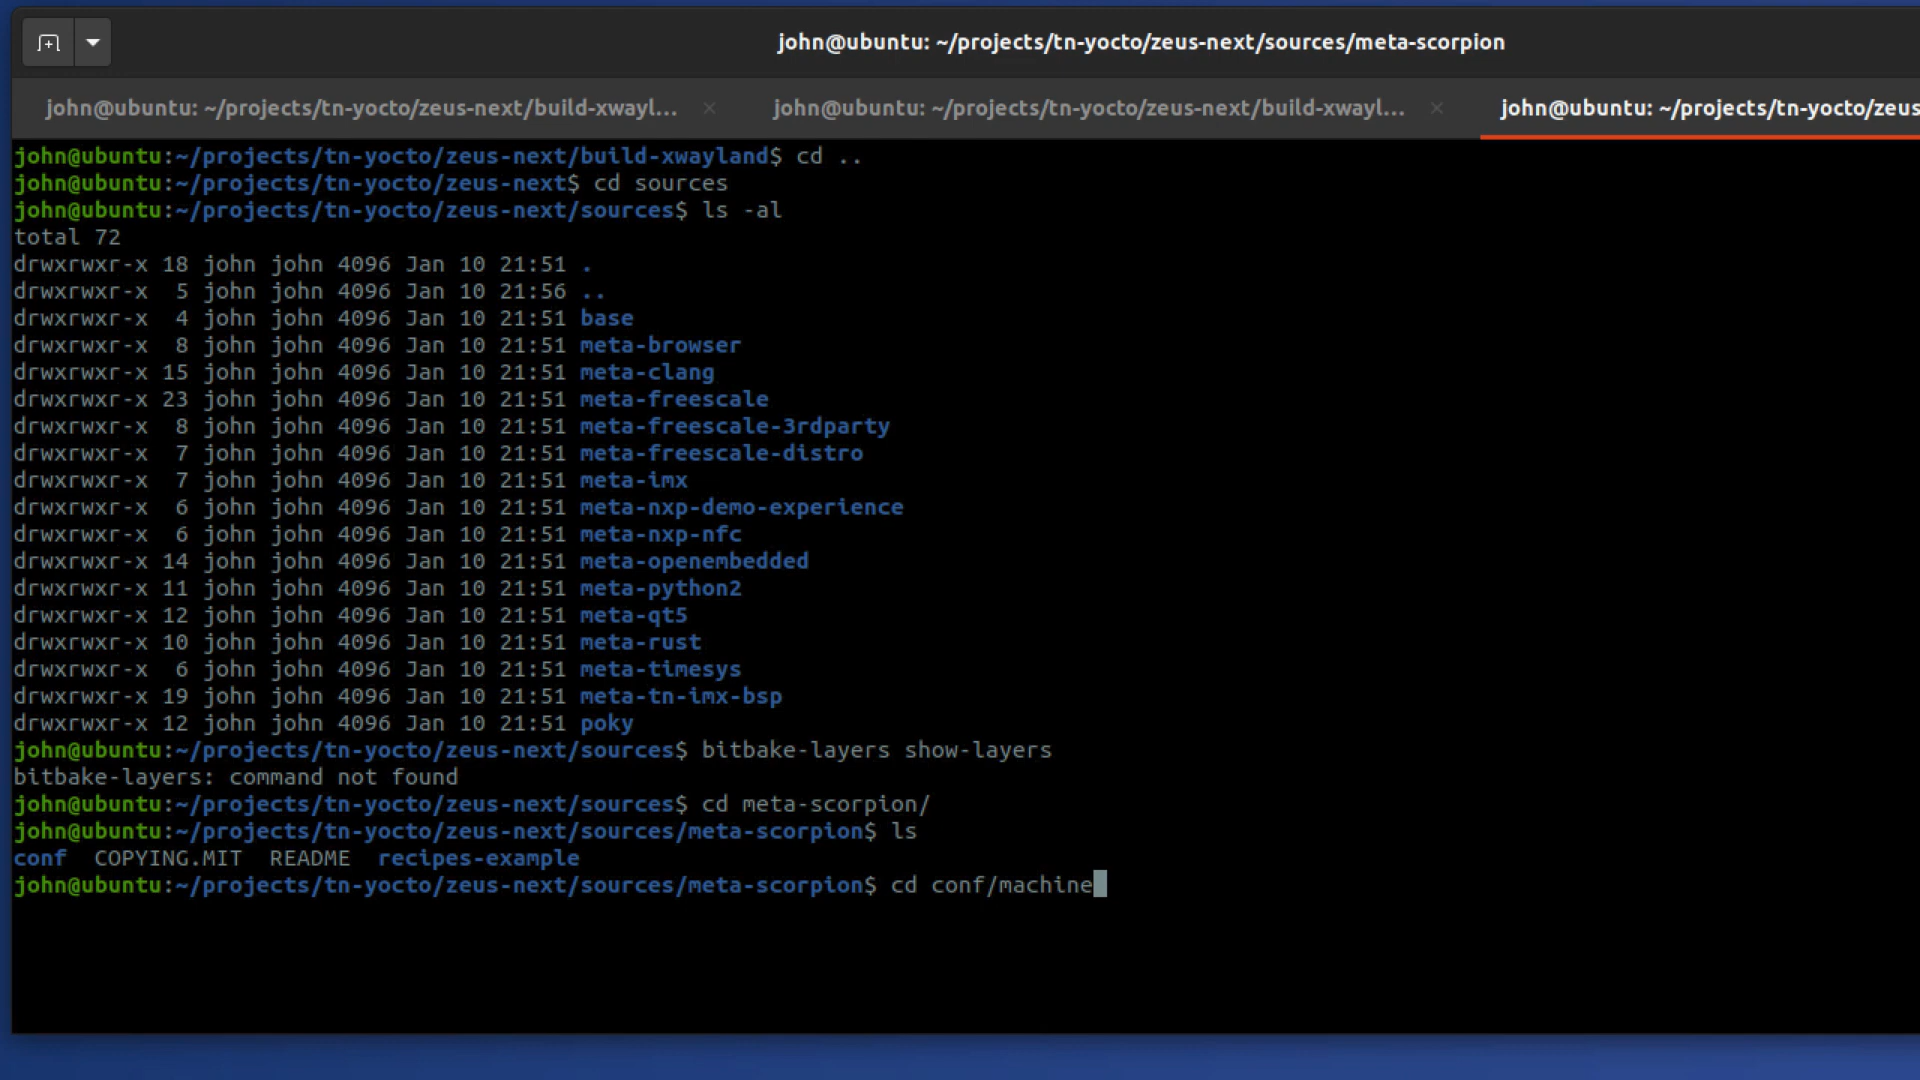 john@ubuntu: ~/projects/tn-yocto/zeus-next/sources/meta-scorpion
john@ubuntu: ~/projects/tn-yocto/zeus-next/build-xwayl...
john@ubuntu: ~/projects/tn-yocto/zeus-next/build-xwayl...
john@ubuntu: ~/projects/tn-yocto/zeus
john@ubuntu:~/projects/tn-yocto/zeus-next/build-xwayland$ cd ..
john@ubuntu:~/projects/tn-yocto/zeus-next$ cd sources
john@ubuntu:~/projects/tn-yocto/zeus-next/sources$ ls -al
total 72
drwxrwxr-x 18 john john 4096 Jan 10 21:51 .
drwxrwxr-x  5 john john 4096 Jan 10 21:56 ..
drwxrwxr-x  4 john john 4096 Jan 10 21:51 base
drwxrwxr-x  8 john john 4096 Jan 10 21:51 meta-browser
drwxrwxr-x 15 john john 4096 Jan 10 21:51 meta-clang
drwxrwxr-x 23 john john 4096 Jan 10 21:51 meta-freescale
drwxrwxr-x  8 john john 4096 Jan 10 21:51 meta-freescale-3rdparty
drwxrwxr-x  7 john john 4096 Jan 10 21:51 meta-freescale-distro
drwxrwxr-x  7 john john 4096 Jan 10 21:51 meta-imx
drwxrwxr-x  6 john john 4096 Jan 10 21:51 meta-nxp-demo-experience
drwxrwxr-x  6 john john 4096 Jan 10 21:51 meta-nxp-nfc
drwxrwxr-x 14 john john 4096 Jan 10 21:51 meta-openembedded
drwxrwxr-x 11 john john 4096 Jan 10 21:51 meta-python2
drwxrwxr-x 12 john john 4096 Jan 10 21:51 meta-qt5
drwxrwxr-x 10 john john 4096 Jan 10 21:51 meta-rust
drwxrwxr-x  6 john john 4096 Jan 10 21:51 meta-timesys
drwxrwxr-x 19 john john 4096 Jan 10 21:51 meta-tn-imx-bsp
drwxrwxr-x 12 john john 4096 Jan 10 21:51 poky
john@ubuntu:~/projects/tn-yocto/zeus-next/sources$ bitbake-layers show-layers
bitbake-layers: command not found
john@ubuntu:~/projects/tn-yocto/zeus-next/sources$ cd meta-scorpion/
john@ubuntu:~/projects/tn-yocto/zeus-next/sources/meta-scorpion$ ls
conf  COPYING.MIT  README  recipes-example
john@ubuntu:~/projects/tn-yocto/zeus-next/sources/meta-scorpion$ cd conf/machine